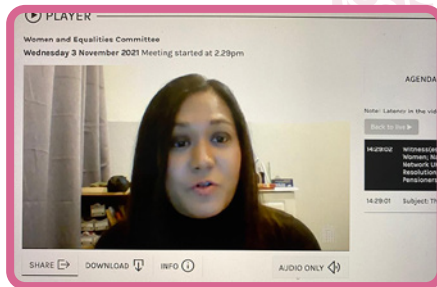 PLAYER
Women and Equalities Committee
Wednesday 3 November 2021 Meeting started at 2.29pm
AGENDA
Note: Latency in the vid
Back to live
14:29:02 Witness(es
Women; Na
Network U
Resolution
Pensioners
14:29:01 Subject: Th
SHARE DOWNLOAD INFO AUDIO ONLY